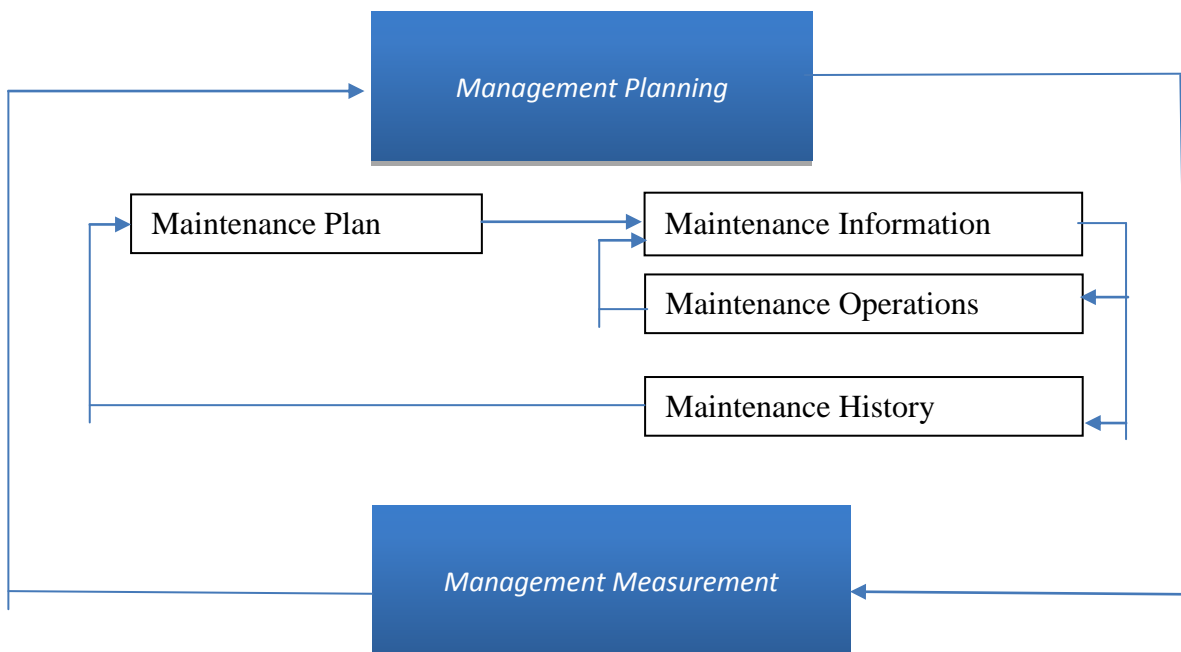 Management Planning
Maintenance Plan
Maintenance Information
Maintenance Operations
Maintenance History
Management Measurement